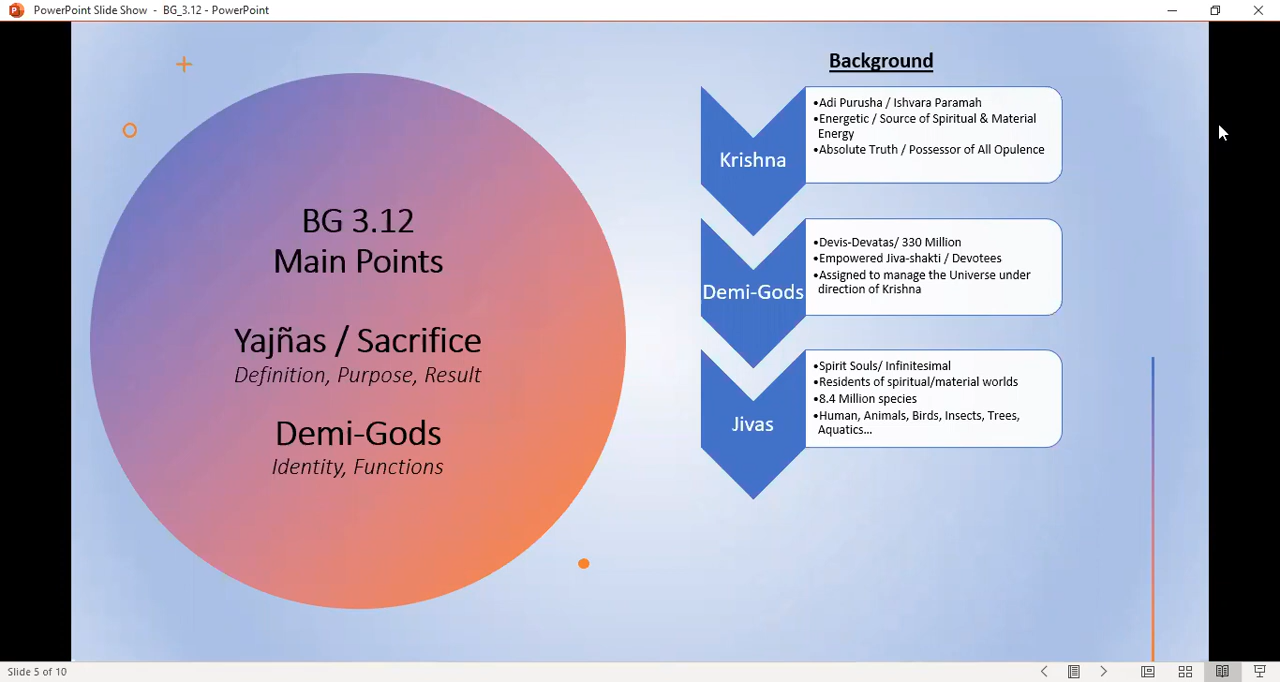 PowerPoint Slide Show - BG_3.12 - PowerPoint
BG 3.12
Main Points
Yajñas / Sacrifice
Definition, Purpose, Result
Demi-Gods
Identity, Functions
Background
Krishna
•Adi Purusha / Ishvara Paramah
•Energetic / Source of Spiritual & Material
Energy
•Absolute Truth / Possessor of All Opulence
Demi-Gods
•Devis-Devatas/ 330 Million
•Empowered Jiva-shakti / Devotees
•Assigned to manage the Universe under
direction of Krishna
Jivas
•Spirit Souls/ Infinitesimal
•Residents of spiritual/material worlds
•8.4 Million species
•Human, Animals, Birds, Insects, Trees,
Aquatics...
Slide 5 of 10